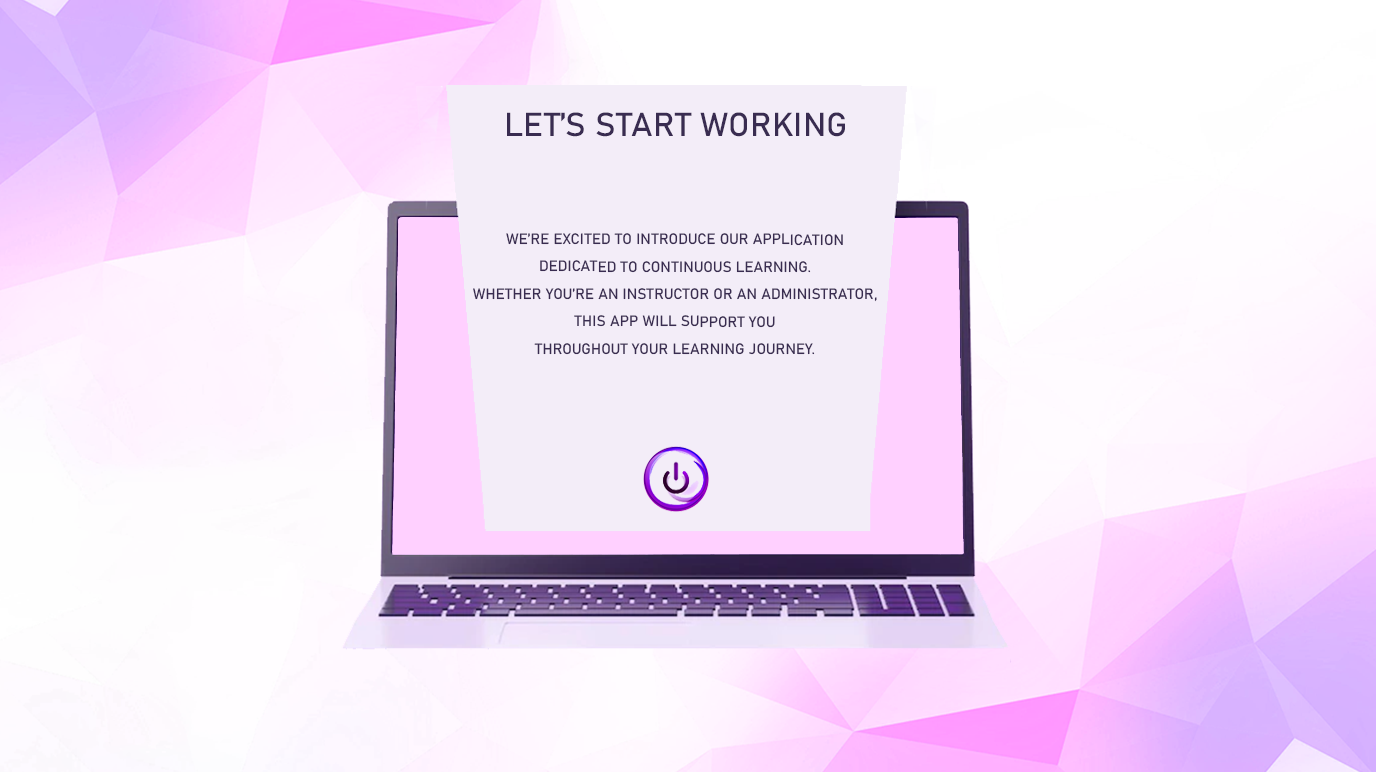 LET'S START WORKING
WE'RE EXCITED TO INTRODUCE OUR APPLICATION
DEDICATED TO CONTINUOUS LEARNING.
WHETHER YOU'RE AN INSTRUCTOR OR AN ADMINISTRATOR,
THIS APP WILL SUPPORT YOU
THROUGHOUT YOUR LEARNING JOURNEY.